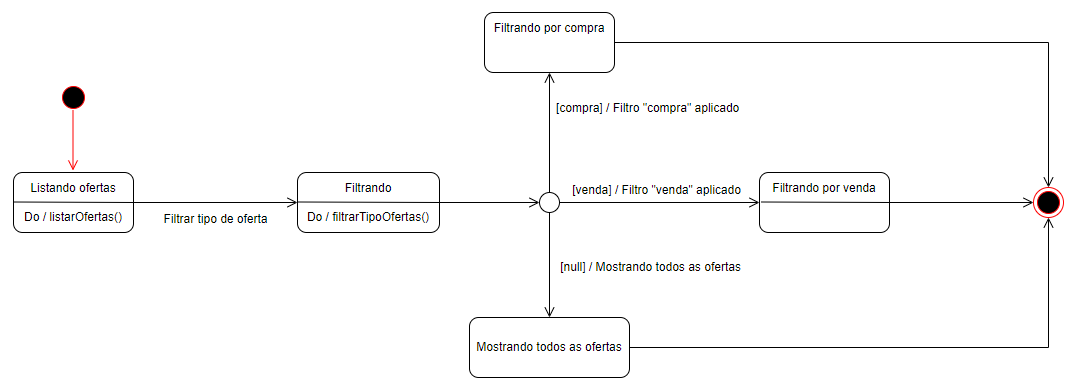 Filtrando por compra
[compra] / Filtro "compra" aplicado
Listando ofertas
Do / listarOfertas()
Filtrar tipo de oferta
Filtrando
Do / filtrarTipoOfertas()
[venda] / Filtro "venda" aplicado
Filtrando por venda
[null] / Mostrando todos as ofertas
Mostrando todos as ofertas